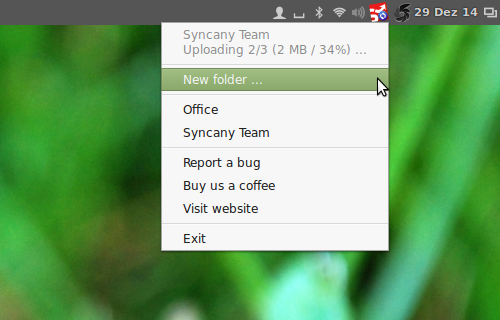 29 Dez 14
Syncany Team
Uploading 2/3 (2 MB / 34%) ...
New folder ...
Office
Syncany Team
Report a bug
Buy us a coffee
Visit website
Exit